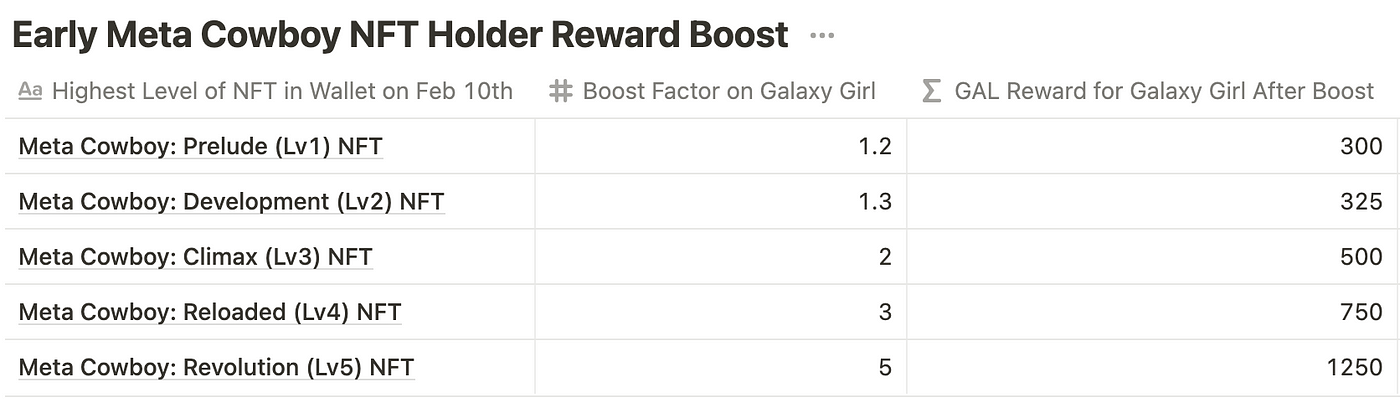 Early Meta Cowboy NFT Holder Reward Boost ...
Aa Highest Level of NFT in Wallet on Feb 10th # Boost Factor on Galaxy Girl Σ GAL Reward for Galaxy Girl After Boost
Meta Cowboy: Prelude (Lv1) NFT 1.2 300
Meta Cowboy: Development (Lv2) NFT 1.3 325
Meta Cowboy: Climax (Lv3) NFT 2 500
Meta Cowboy: Reloaded (Lv4) NFT 3 750
Meta Cowboy: Revolution (Lv5) NFT 5 1250